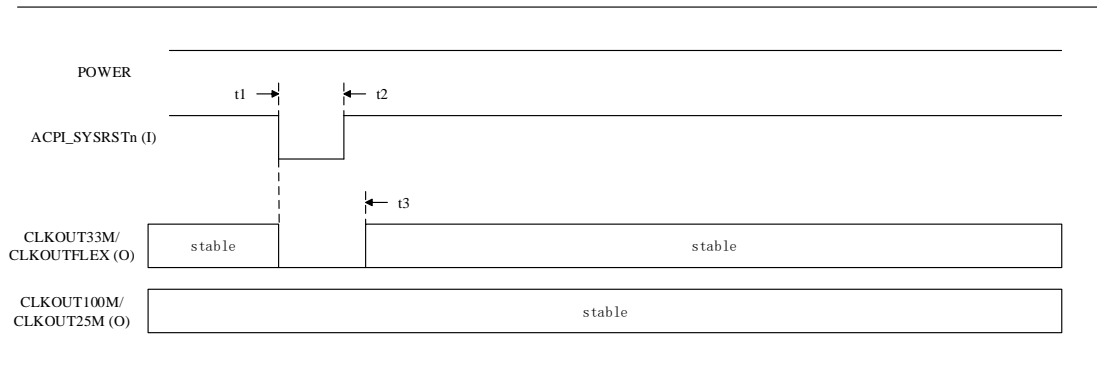 POWER
t1
t2
ACPI_SYSRSTn (I)
t3
CLKOUT33M/
CLKOUTFLEX (O)
stable
stable
CLKOUT100M/
CLKOUT25M (O)
stable